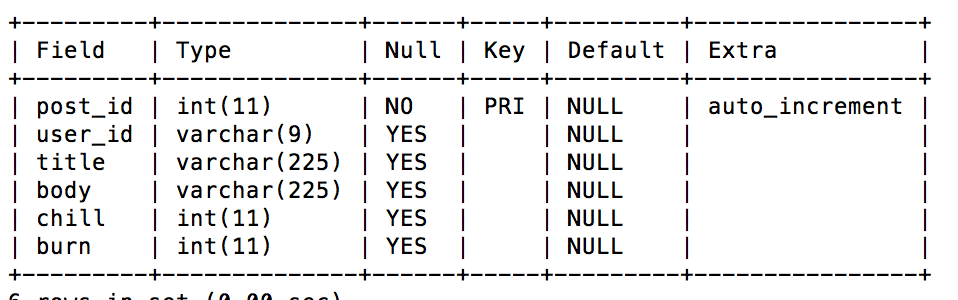 +---------+-------------+------+-----+---------+----------------+
| Field   | Type         | Null | Key | Default | Extra          |
+---------+-------------+------+-----+---------+----------------+
| post_id | int(11)      | NO   | PRI | NULL    | auto_increment |
| user_id | varchar(9)   | YES  |     | NULL    |                |
| title   | varchar(225) | YES  |     | NULL    |                |
| body    | varchar(225) | YES  |     | NULL    |                |
| chill   | int(11)      | YES  |     | NULL    |                |
| burn    | int(11)      | YES  |     | NULL    |                |
+---------+-------------+------+-----+---------+----------------+
6 rows in set (0.00 sec)